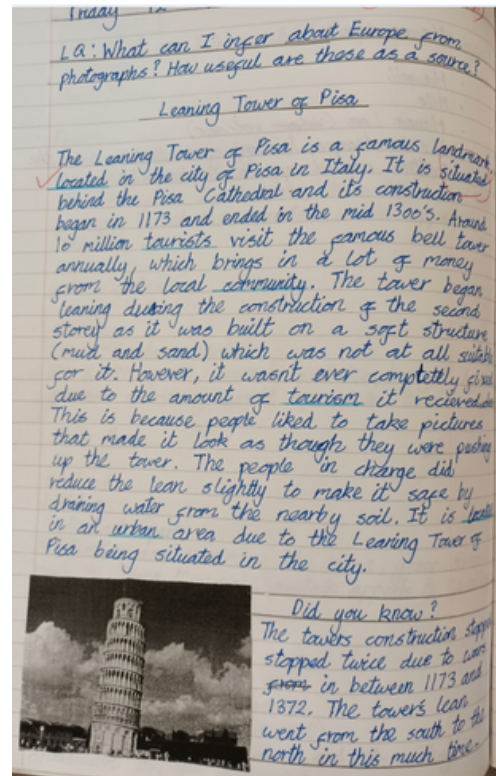 Friday 12
LQ: What can I infer about Europe from
photographs? How useful are these as a source?
Leaning Tower of Pisa
The Leaning Tower of Pisa is a famous landmark
located in the city of Pisa in Italy. It is situated
behind the Pisa Cathedral and its construction
began in 1173 and ended in the mid 1300's. Around
10 million tourists visit the famous bell tower
annually, which brings in a lot of money
from the local community. The tower began
leaning during the construction of the second
storey as it was built on a soft structure
(mud and sand) which was not at all suitable
for it. However, it wasn't ever completely fixed
due to the amount of tourism it recieved
This is because people liked to take pictures
that made it look as though they were pushing
up the tower. The people in charge did
reduce the lean slightly to make it safe by
draining water from the nearby soil. It is
in an urban area due to the Leaning Tower of
Pisa being situated in the city.
Did you know?
The towers construction
stopped twice due to wars
from in between 1173 and
1372. The tower's lean
went from the south to the
north in this much time.